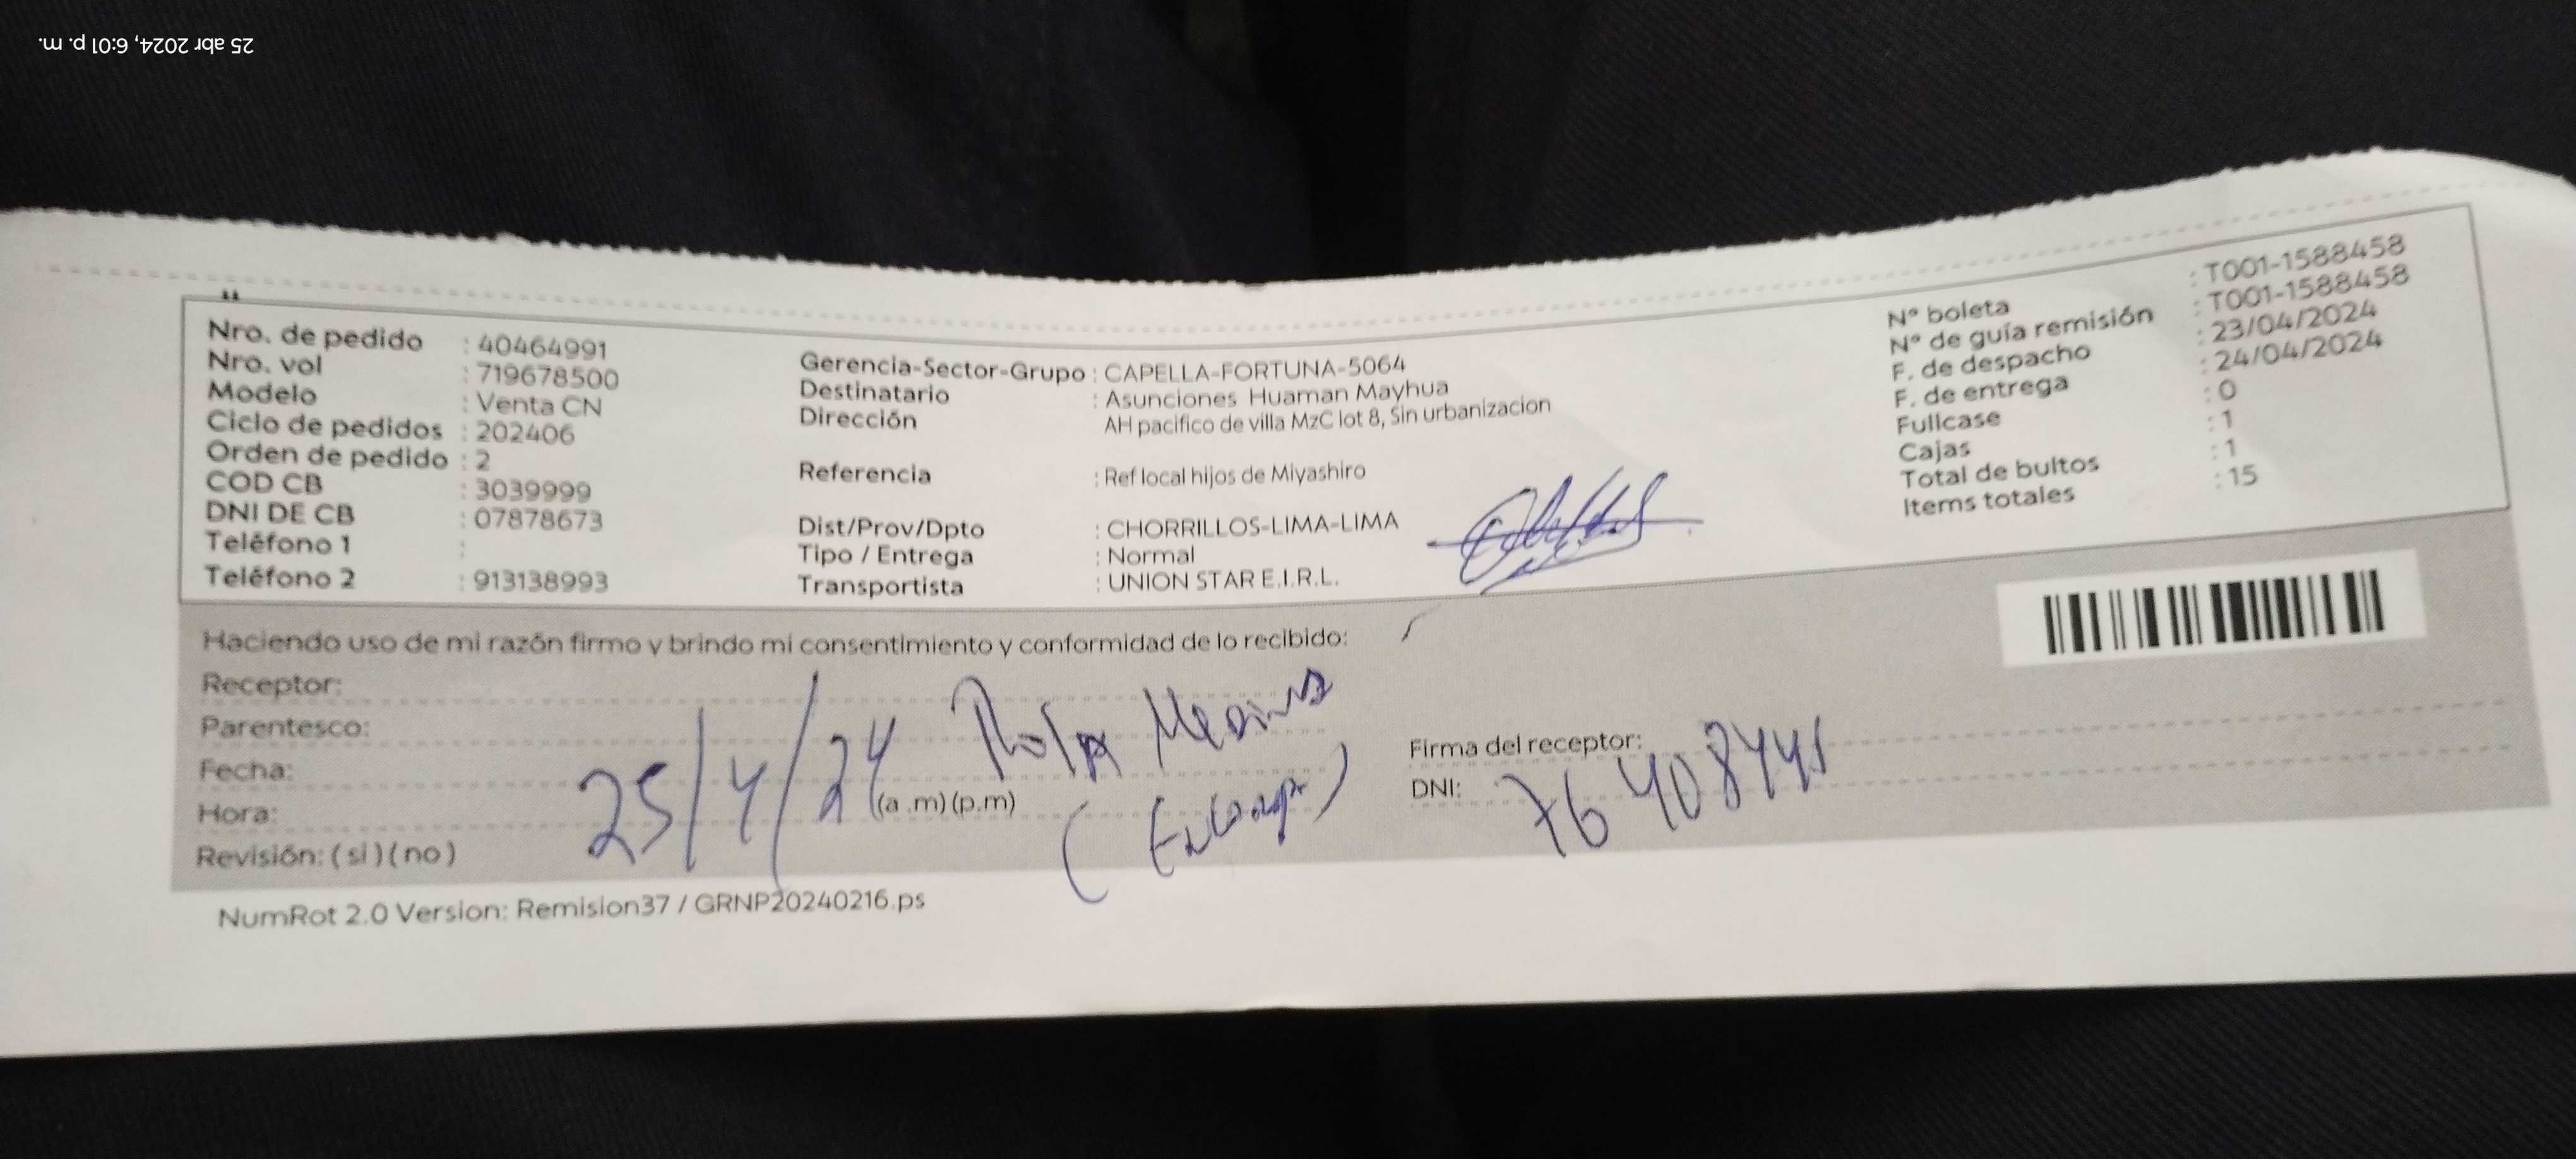 25 abr 2024, 6:01 p. m.
Nro. de pedido : 40464991
Nro. vol : 719678500
Modelo : Venta CN
Ciclo de pedidos : 202406
Orden de pedido : 2
COD CB : 3039999
DNI DE CB : 07878673
Teléfono 1 :
Teléfono 2 : 913138993
Gerencia-Sector-Grupo : CAPELLA-FORTUNA-5064
Destinatario : Asunciones Huaman Mayhua
Dirección AH pacifico de villa MzC lot 8, Sin urbanizacion
Referencia : Ref local hijos de Miyashiro
Dist/Prov/Dpto : CHORRILLOS-LIMA-LIMA
Tipo / Entrega : Normal
Transportista : UNION STAR E.I.R.L.
N° boleta : T001-1588458
N° de guía remisión : T001-1588458
F. de despacho : 23/04/2024
F. de entrega : 24/04/2024
Fullcase : 0
Cajas : 1
Total de bultos : 1
Items totales : 15
Haciendo uso de mi razón firmo y brindo mi consentimiento y conformidad de lo recibido:
Receptor:
Parentesco:
Fecha: 25/4/24
Hora: (a .m) (p.m)
Revisión: ( si ) ( no )
Firma del receptor:
DNI:
NumRot 2.0 Version: Remision37 / GRNP20240216.ps